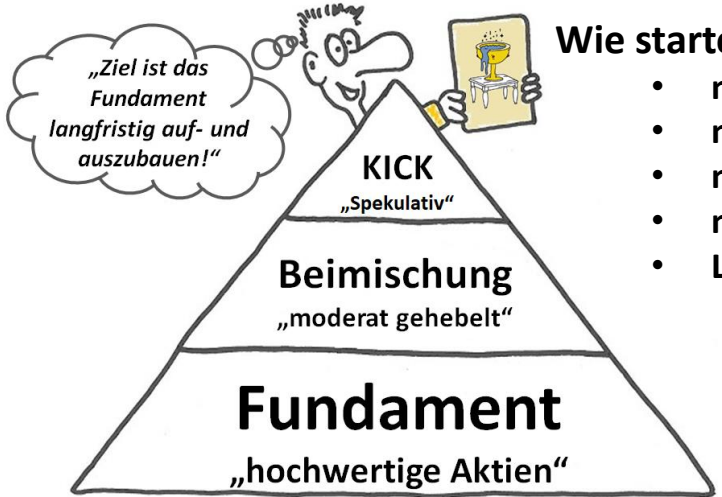 „Ziel ist das
Fundament
langfristig auf- und
auszubauen!“
KICK
„Spekulativ“
Beimischung
„moderat gehebelt“
Fundament
„hochwertige Aktien“
Wie starte